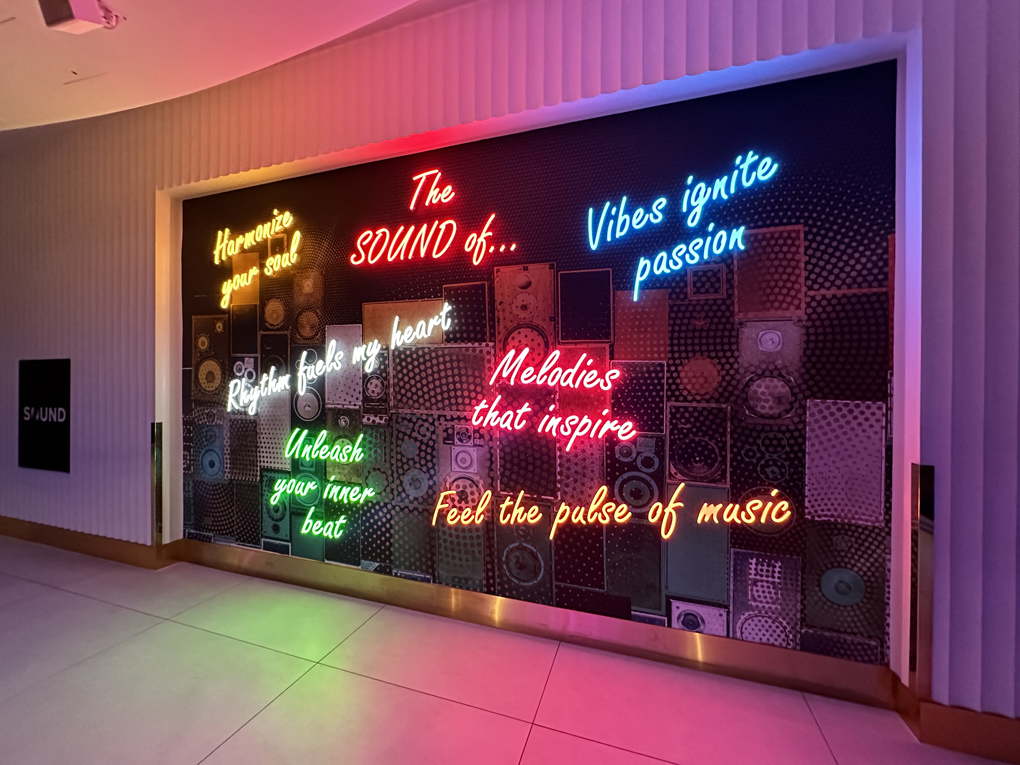 The
SOUND of...
Harmonize
your soul
Vibes ignite
passion
Rhythm fuels my heart
Melodies
that inspire
Unleash
your inner
beat
Feel the pulse of music
SOUND